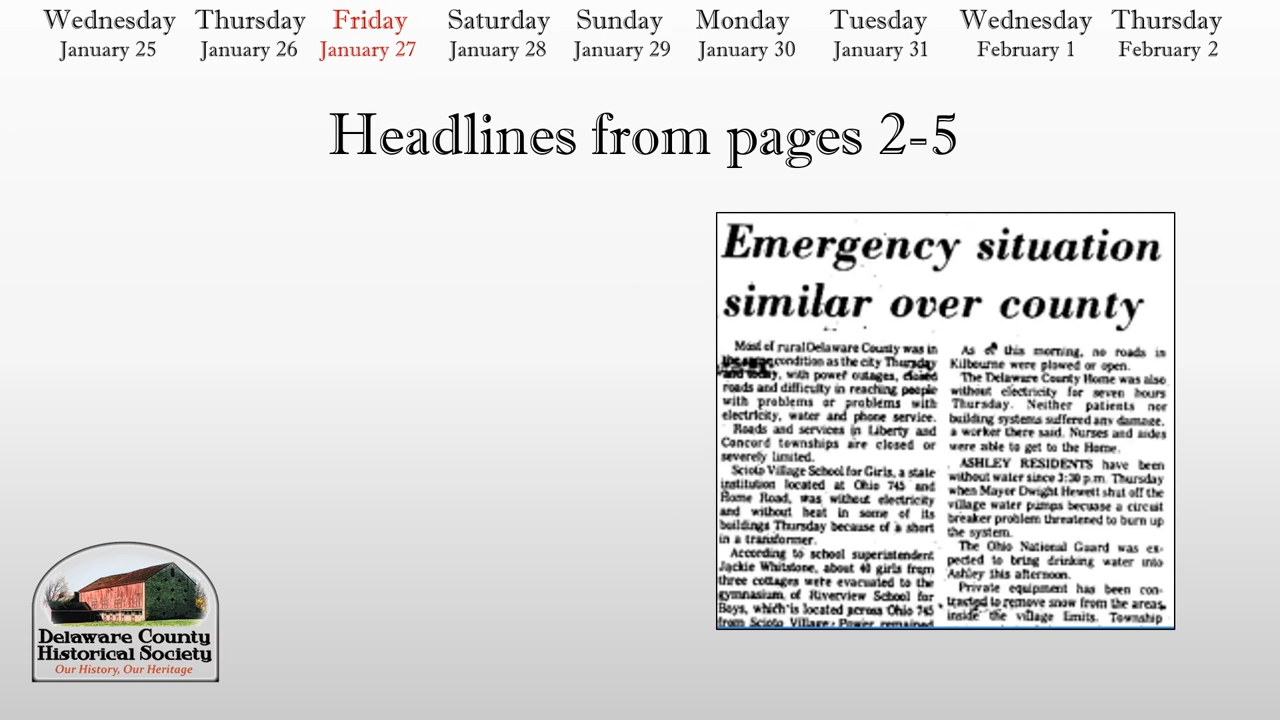 Wednesday Thursday Friday Saturday Sunday Monday Tuesday Wednesday Thursday
January 25 January 26 January 27 January 28 January 29 January 30 January 31 February 1 February 2
Headlines from pages 2-5
Emergency situation
similar over county
Most of rural Delaware County was in
condition as the city Thursday
and today, with power outages, closed
roads and difficulty in reaching people
with problems or problems with
electricity, water and phone service.
Roads and services in Liberty and
Concord townships are closed or
severely limited.
Scioto Village School for Girls, a state
institution located at Ohio 745 and
Home Road, was without electricity
and without heat in some of its
buildings Thursday because of a short
in a transformer.
According to school superintendent
Jackie Whitstone, about 40 girls from
three cottages were evacuated to the
gymnasium of Riverview School for
Boys, which is located across Ohio 745
from Scioto Village. Power remained
As of this morning, no roads in
Kilbourne were plowed or open.
The Delaware County Home was also
without electricity for seven hours
Thursday. Neither patients nor
building systems suffered any damage,
a worker there said. Nurses and aides
were able to get to the Home.
ASHLEY RESIDENTS have been
without water since 3:30 p.m. Thursday
when Mayor Dwight Hewett shut off the
village water pumps becuase a circuit
breaker problem threatened to burn up
the system.
The Ohio National Guard was ex-
pected to bring drinking water into
Ashley this afternoon.
Private equipment has been con-
tracted to remove snow from the areas
inside the village limits. Township
Delaware County
Historical Society
Our History, Our Heritage